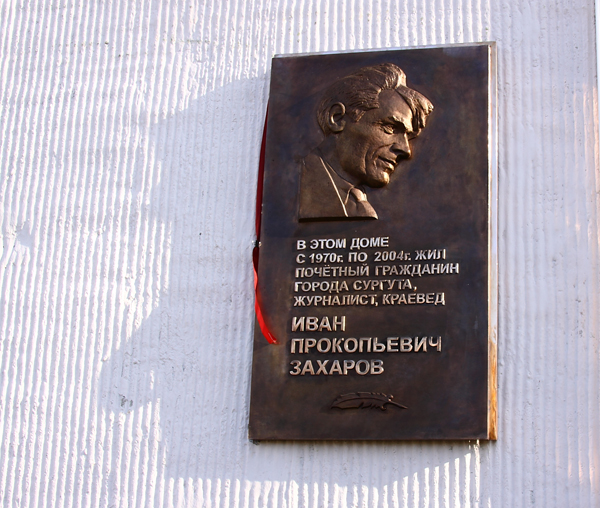 В ЭТОМ ДОМЕ
С 1970г. ПО 2004г. ЖИЛ
ПОЧЁТНЫЙ ГРАЖДАНИН
ГОРОДА СУРГУТА,
ЖУРНАЛИСТ, КРАЕВЕД
ИВАН
ПРОКОПЬЕВИЧ
ЗАХАРОВ